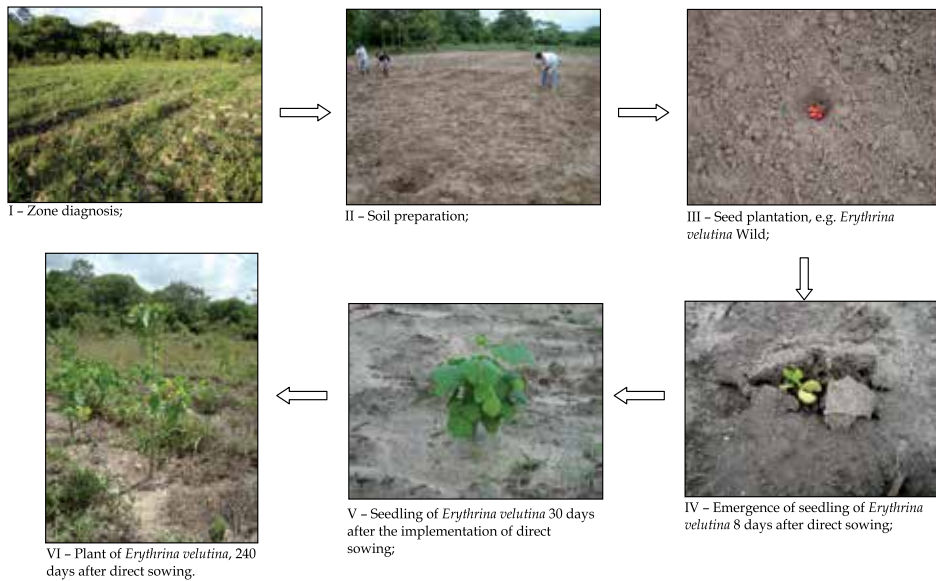 I – Zone diagnosis;
II – Soil preparation;
III – Seed plantation, e.g. Erythrina
velutina Wild;
IV – Emergence of seedling of Erythrina
velutina 8 days after direct sowing;
V – Seedling of Erythrina velutina 30 days
after the implementation of direct
sowing;
VI – Plant of Erythrina velutina, 240
days after direct sowing.